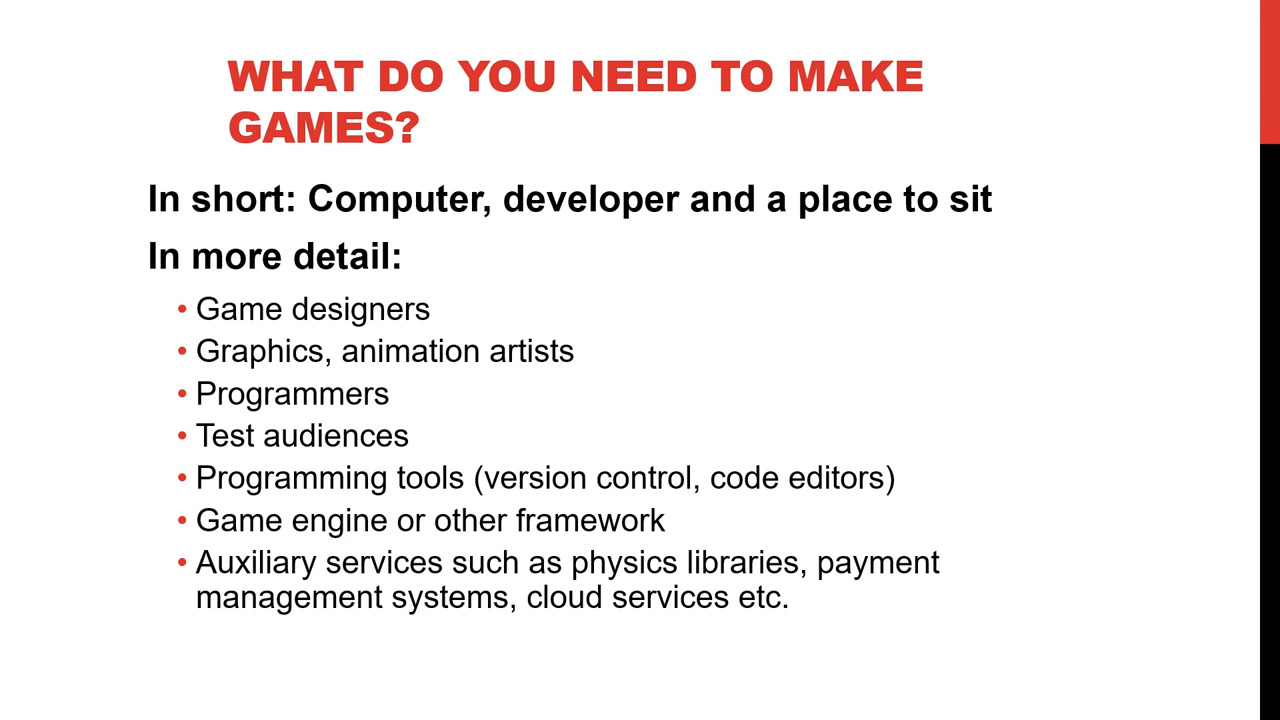 WHAT DO YOU NEED TO MAKE
GAMES?
In short: Computer, developer and a place to sit
In more detail:
• Game designers
• Graphics, animation artists
• Programmers
• Test audiences
• Programming tools (version control, code editors)
• Game engine or other framework
• Auxiliary services such as physics libraries, payment
management systems, cloud services etc.